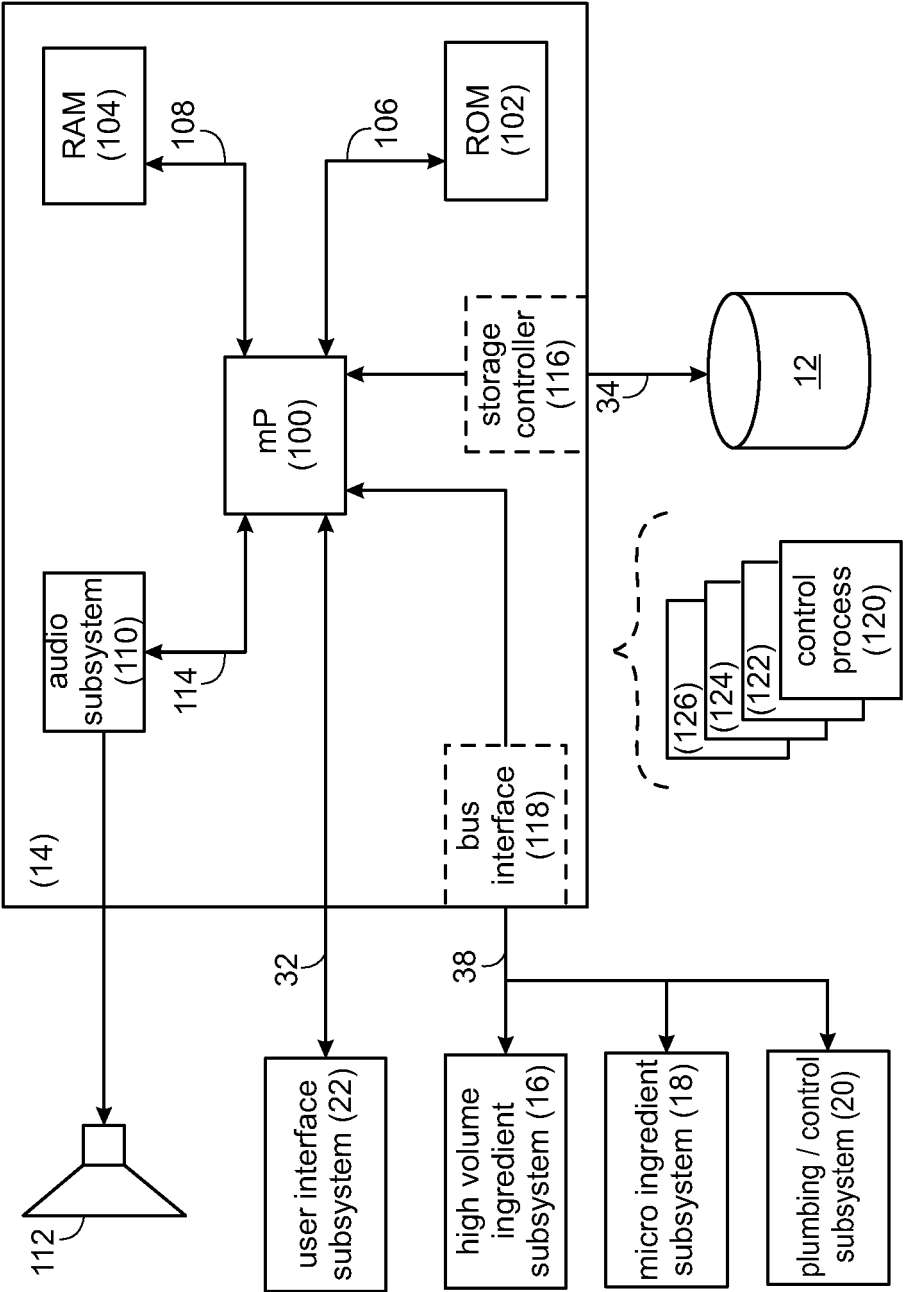 112
(14)
audio
subsystem
(110)
RAM
(104)
114
108
user interface
subsystem (22)
32
mP
(100)
106
high volume
ingredient
subsystem (16)
38
bus
interface
(118)
storage
controller
(116)
ROM
(102)
34
micro ingredient
subsystem (18)
plumbing / control
subsystem (20)
(126)
(124)
(122)
control
process
(120)
12